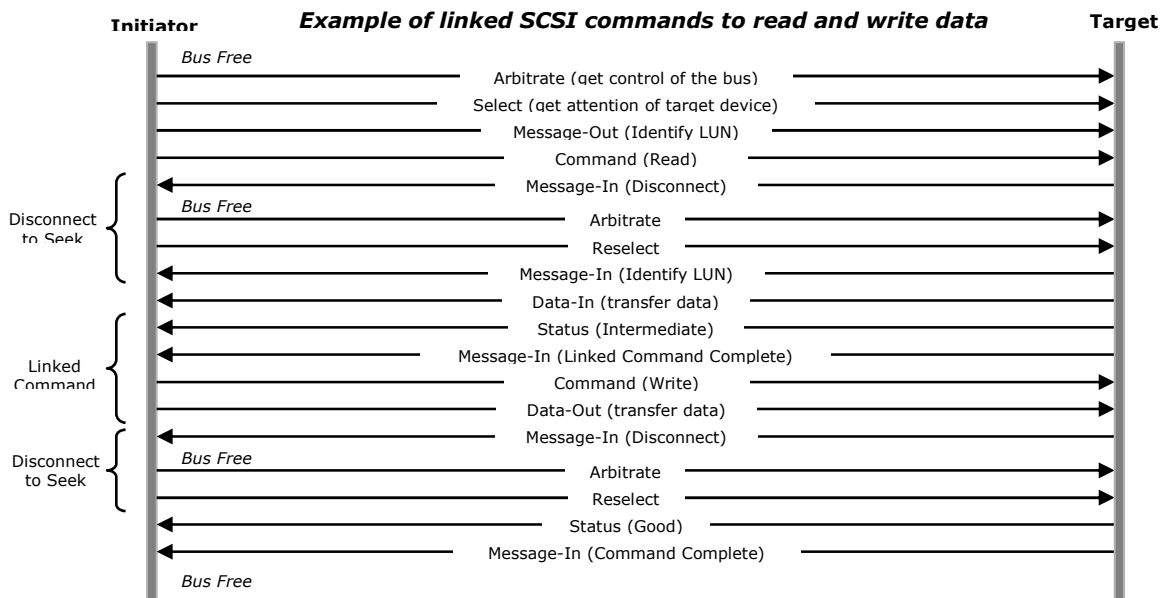 Example of linked SCSI commands to read and write data
Initiator
Target
Bus Free
Arbitrate (get control of the bus)
Select (get attention of target device)
Message-Out (Identify LUN)
Command (Read)
Message-In (Disconnect)
Bus Free
Disconnect
to Seek
Arbitrate
Reselect
Message-In (Identify LUN)
Data-In (transfer data)
Status (Intermediate)
Message-In (Linked Command Complete)
Linked
Command
Command (Write)
Data-Out (transfer data)
Message-In (Disconnect)
Bus Free
Disconnect
to Seek
Arbitrate
Reselect
Status (Good)
Message-In (Command Complete)
Bus Free